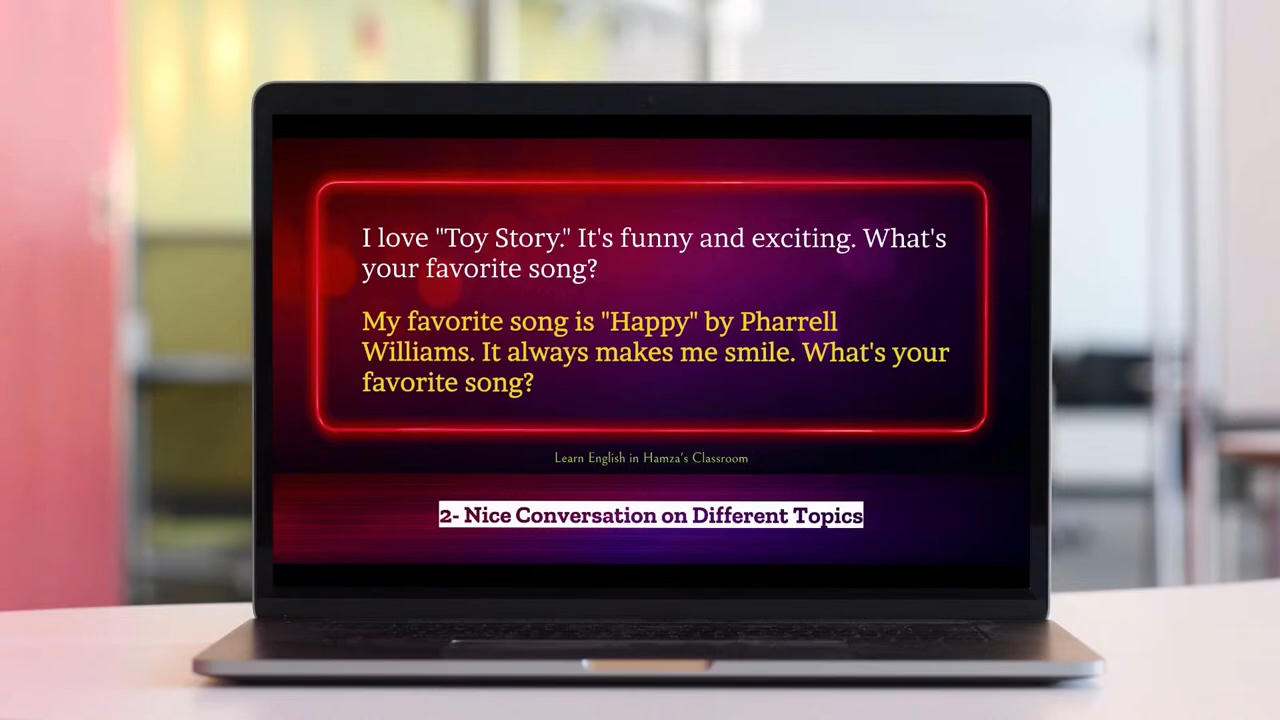 I love "Toy Story." It's funny and exciting. What's
your favorite song?
My favorite song is "Happy" by Pharrell
Williams. It always makes me smile. What's your
favorite song?
Learn English in Hamza's Classroom
2- Nice Conversation on Different Topics